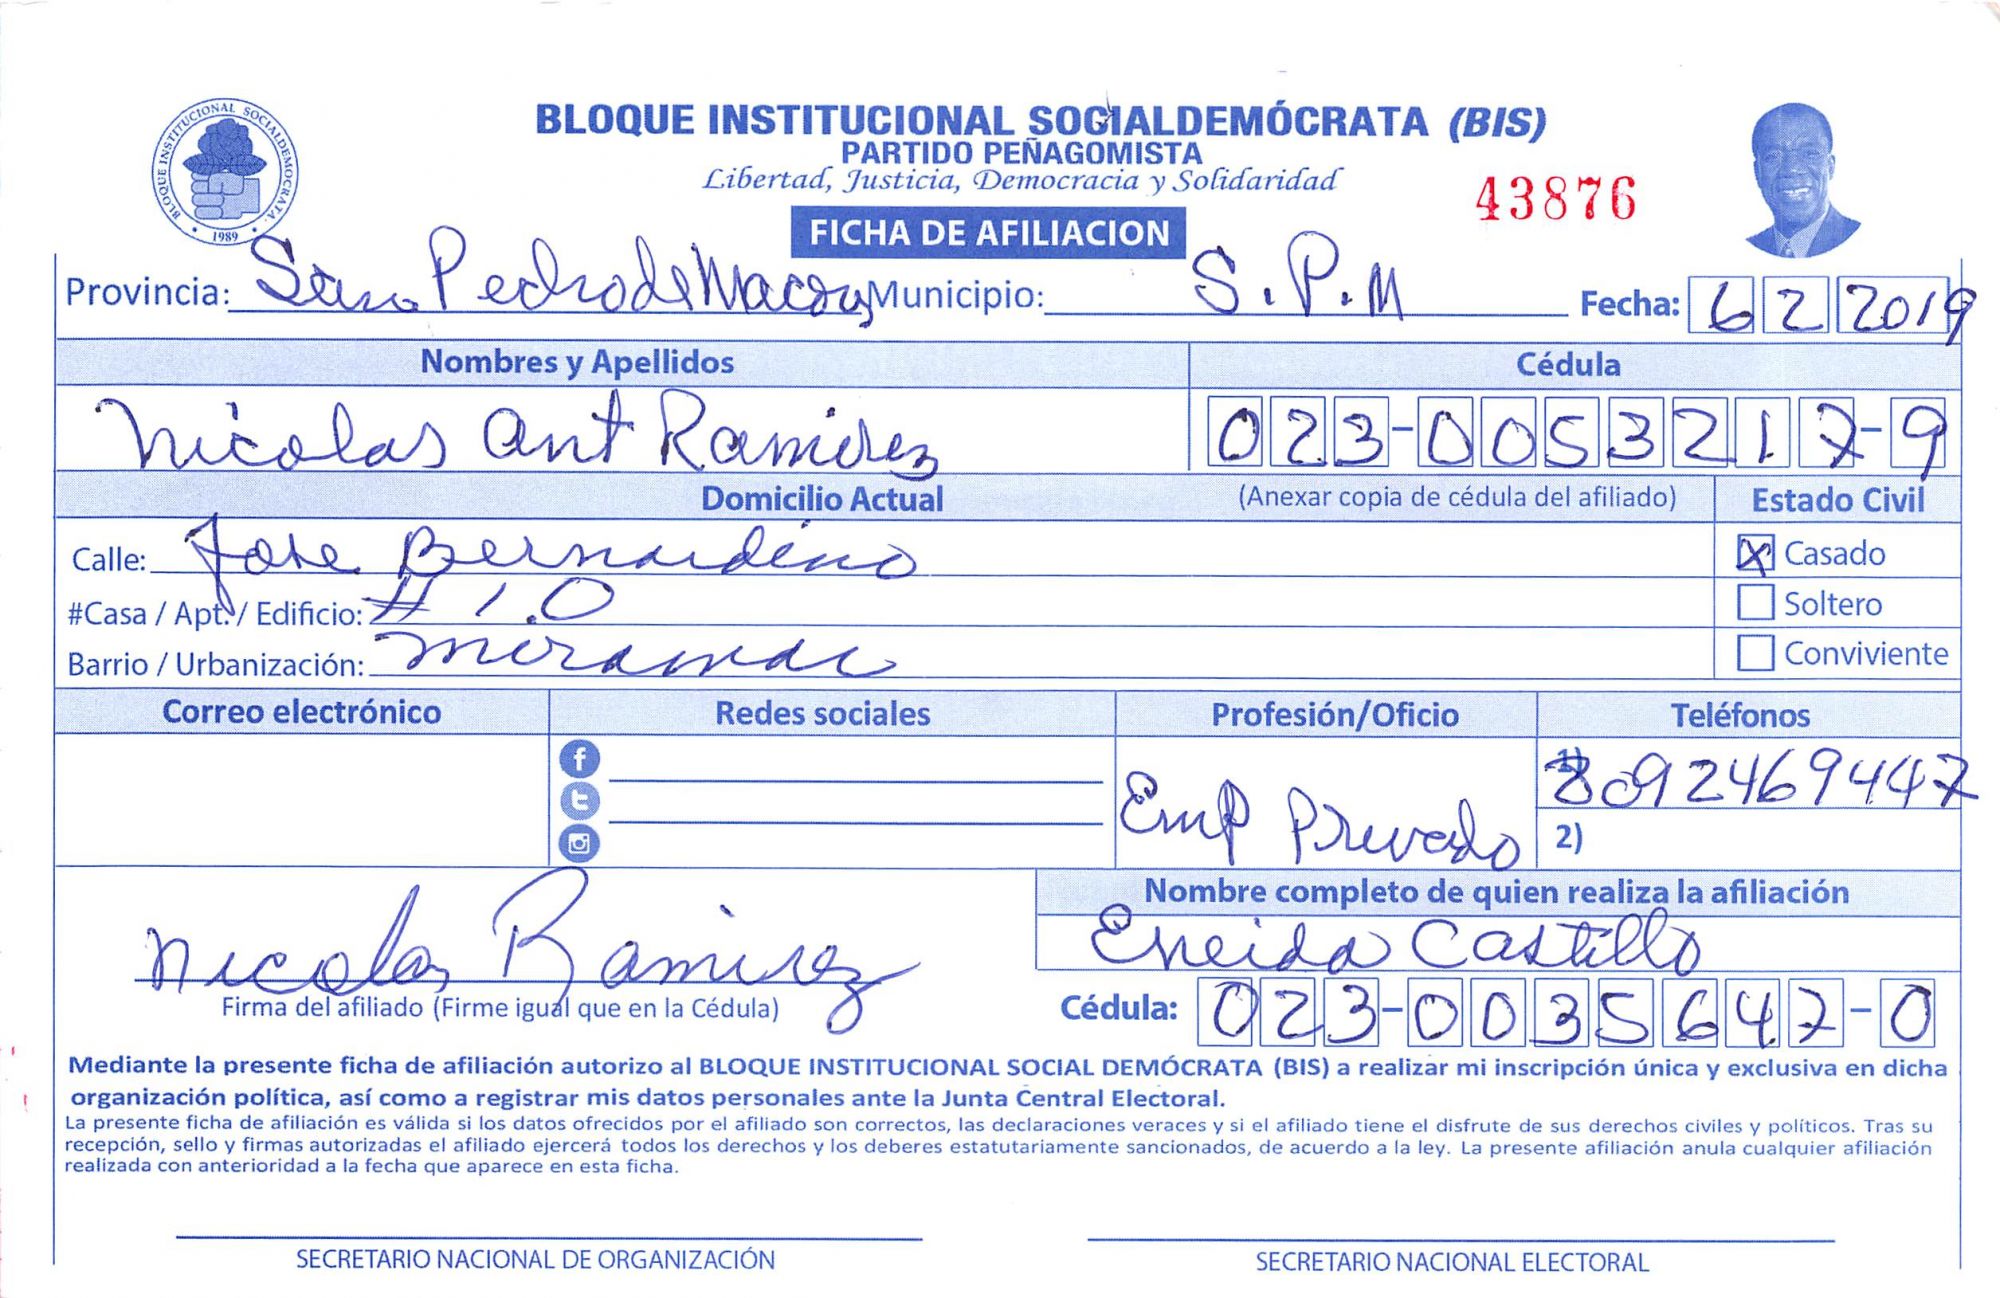 BLOQUE INSTITUCIONAL SOCIALDEMOCRATA
1989
BLOQUE INSTITUCIONAL SOCIALDEMÓCRATA (BIS)
PARTIDO PEÑAGOMISTA
Libertad, Justicia, Democracia y Solidaridad
43876
FICHA DE AFILIACION
Provincia: San Pedro de Macoris Municipio: S.P.M Fecha: 6 2 2019
Nombres y Apellidos Cédula
Nicolas Ant Ramirez 023-0053217-9
Domicilio Actual (Anexar copia de cédula del afiliado) Estado Civil
Calle: Jose Bernardino X Casado
#Casa / Apt. / Edificio: # 10 Soltero
Barrio / Urbanización: Miramar Conviviente
Correo electrónico Redes sociales Profesión/Oficio Teléfonos
Emp Privado 1) 8092469447
2)
Nombre completo de quien realiza la afiliación
Eneida Castillo
Nicolas Ramirez
Firma del afiliado (Firme igual que en la Cédula) Cédula: 023-0035647-0
Mediante la presente ficha de afiliación autorizo al BLOQUE INSTITUCIONAL SOCIAL DEMÓCRATA (BIS) a realizar mi inscripción única y exclusiva en dicha
organización política, así como a registrar mis datos personales ante la Junta Central Electoral.
La presente ficha de afiliación es válida si los datos ofrecidos por el afiliado son correctos, las declaraciones veraces y si el afiliado tiene el disfrute de sus derechos civiles y políticos. Tras su
recepción, sello y firmas autorizadas el afiliado ejercerá todos los derechos y los deberes estatutariamente sancionados, de acuerdo a la ley. La presente afiliación anula cualquier afiliación
realizada con anterioridad a la fecha que aparece en esta ficha.
SECRETARIO NACIONAL DE ORGANIZACIÓN SECRETARIO NACIONAL ELECTORAL